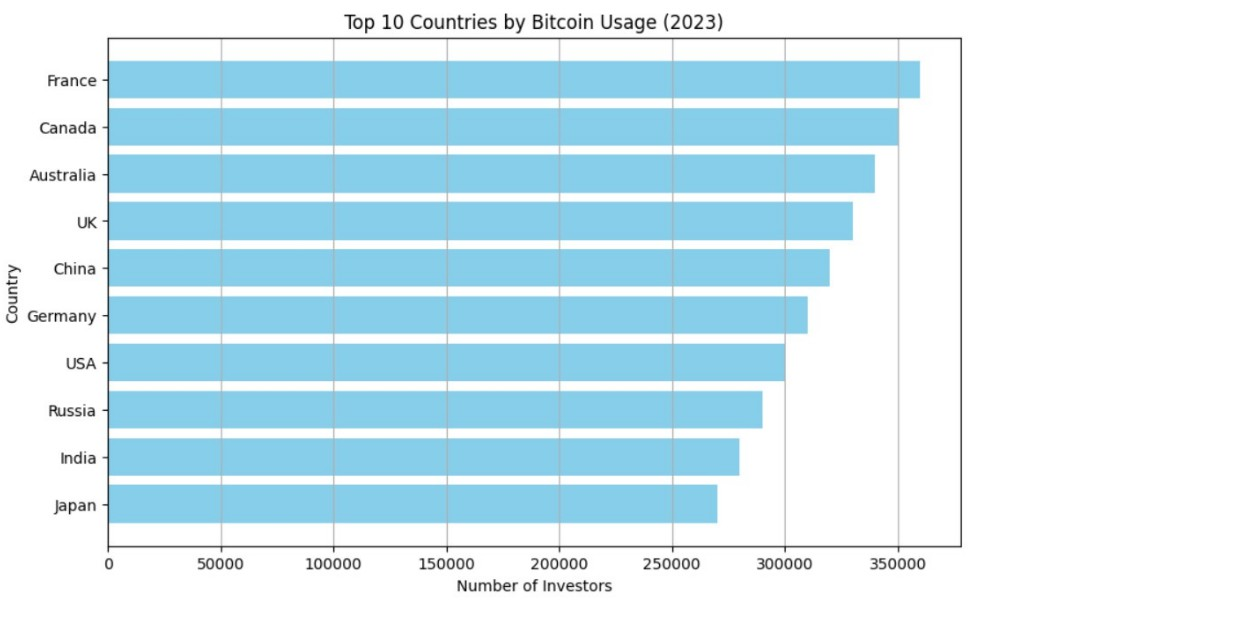 Top 10 Countries by Bitcoin Usage (2023)
France
Canada
Australia
UK
China
Country
Germany
USA
Russia
India
Japan
0 50000 100000 150000 200000 250000 300000 350000
Number of Investors